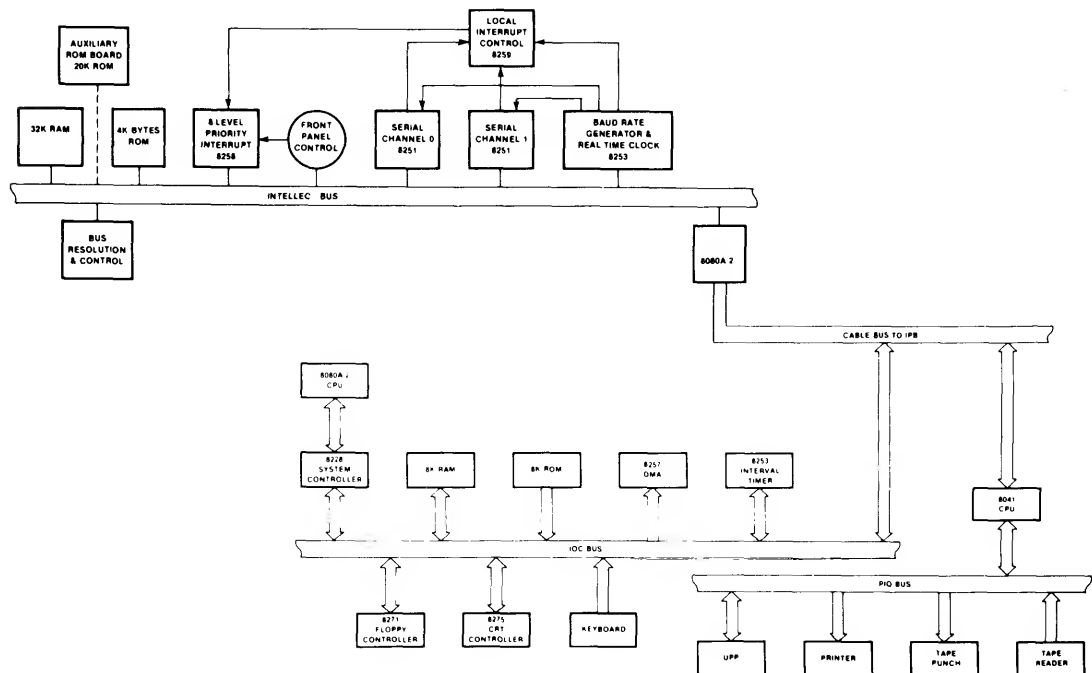 LOCAL
INTERRUPT
CONTROL
8259
AUXILIARY
ROM BOARD
20K ROM
32K RAM
4K BYTES
ROM
8 LEVEL
PRIORITY
INTERRUPT
8258
FRONT
PANEL
CONTROL
SERIAL
CHANNEL 0
8251
SERIAL
CHANNEL 1
8251
BAUD RATE
GENERATOR &
REAL TIME CLOCK
8253
INTELLEC BUS
BUS
RESOLUTION
& CONTROL
8080A 2
CABLE BUS TO IPB
8080A 2
CPU
8228
SYSTEM
CONTROLLER
8K RAM
8K ROM
8257
DMA
8253
INTERVAL
TIMER
8041
CPU
IOC BUS
PIO BUS
8271
FLOPPY
CONTROLLER
8275
CRT
CONTROLLER
KEYBOARD
UPP
PRINTER
TAPE
PUNCH
TAPE
READER